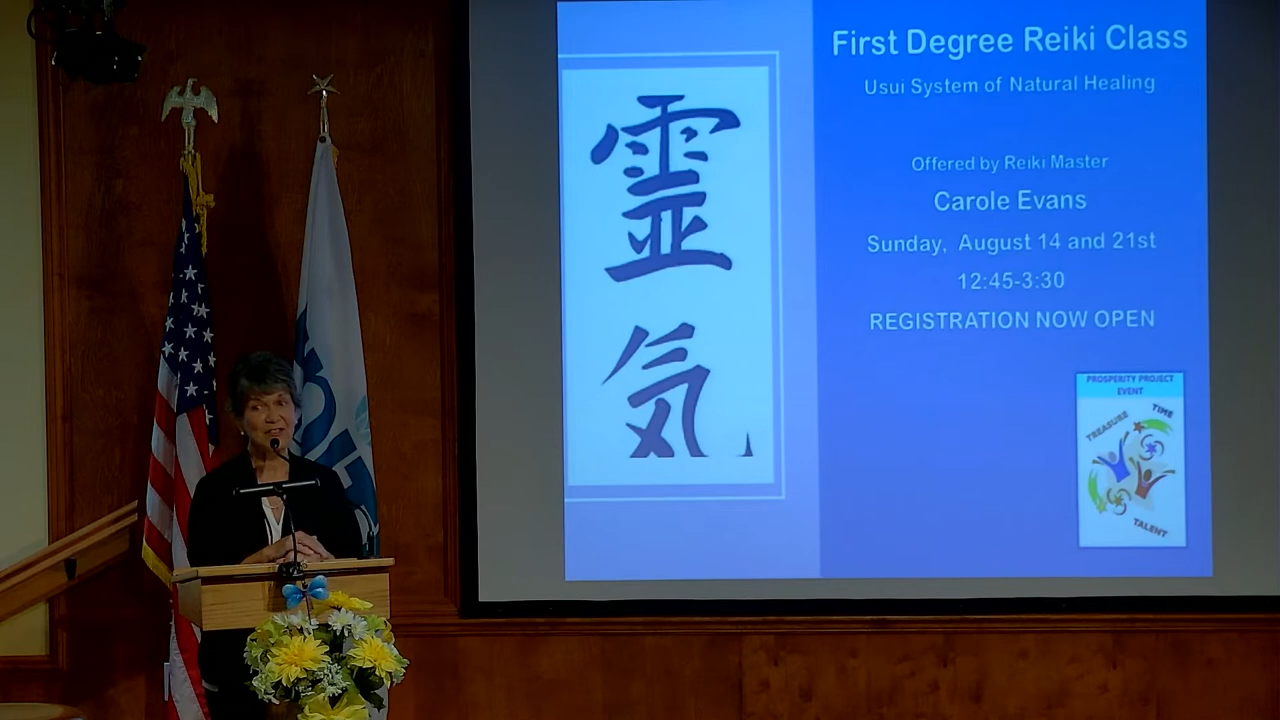 First Degree Reiki Class
Usui System of Natural Healing
Offered by Reiki Master
Carole Evans
Sunday, August 14 and 21st
12:45-3:30
REGISTRATION NOW OPEN
靈
気
PROSPERITY PROJECT
EVENT
TREASURE
TIME
TALENT